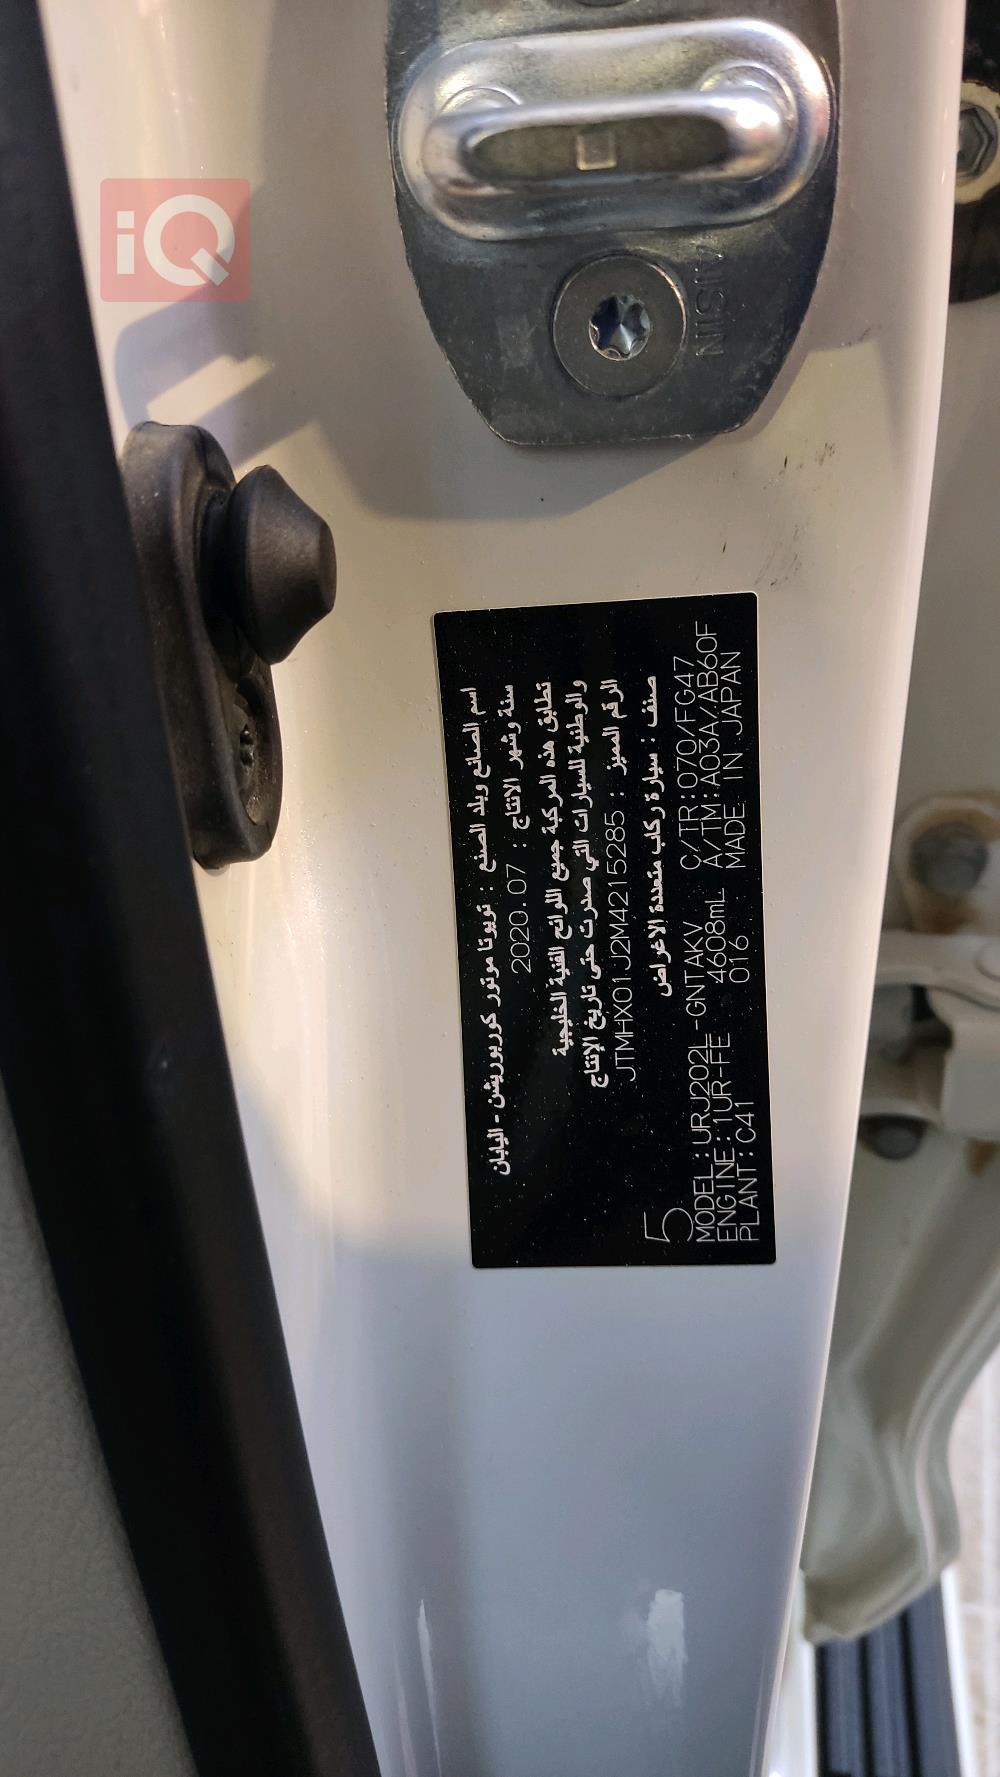 iQ
AISIN
اسم الصانع وبلد الصنع : تويوتا موتور كوربوريشن - اليابان
سنة وشهر الانتاج : 2020.07
تطابق هذه المركبة جميع اللوائح الفنية الخليجية
والوطنية للسيارات التي صدرت حتى تاريخ الإنتاج
الرقم المميز : JTMHX01J2M4215285
صنف : سيارة ركاب متعددة الاغراض
5
MODEL:URJ202L-GNTAKV C/TR:070/FG47
ENGINE:1UR-FE 4608mL A/TM:A03A/AB60F
PLANT:C41 016 MADE IN JAPAN